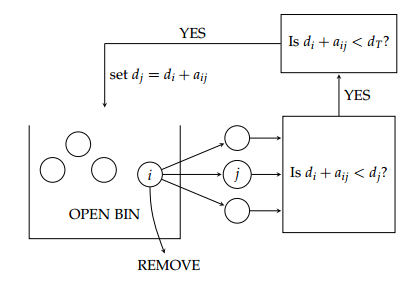 YES
Is d_i + a_{ij} < d_T?
set d_j = d_i + a_{ij}
YES
i
j
Is d_i + a_{ij} < d_j?
OPEN BIN
REMOVE